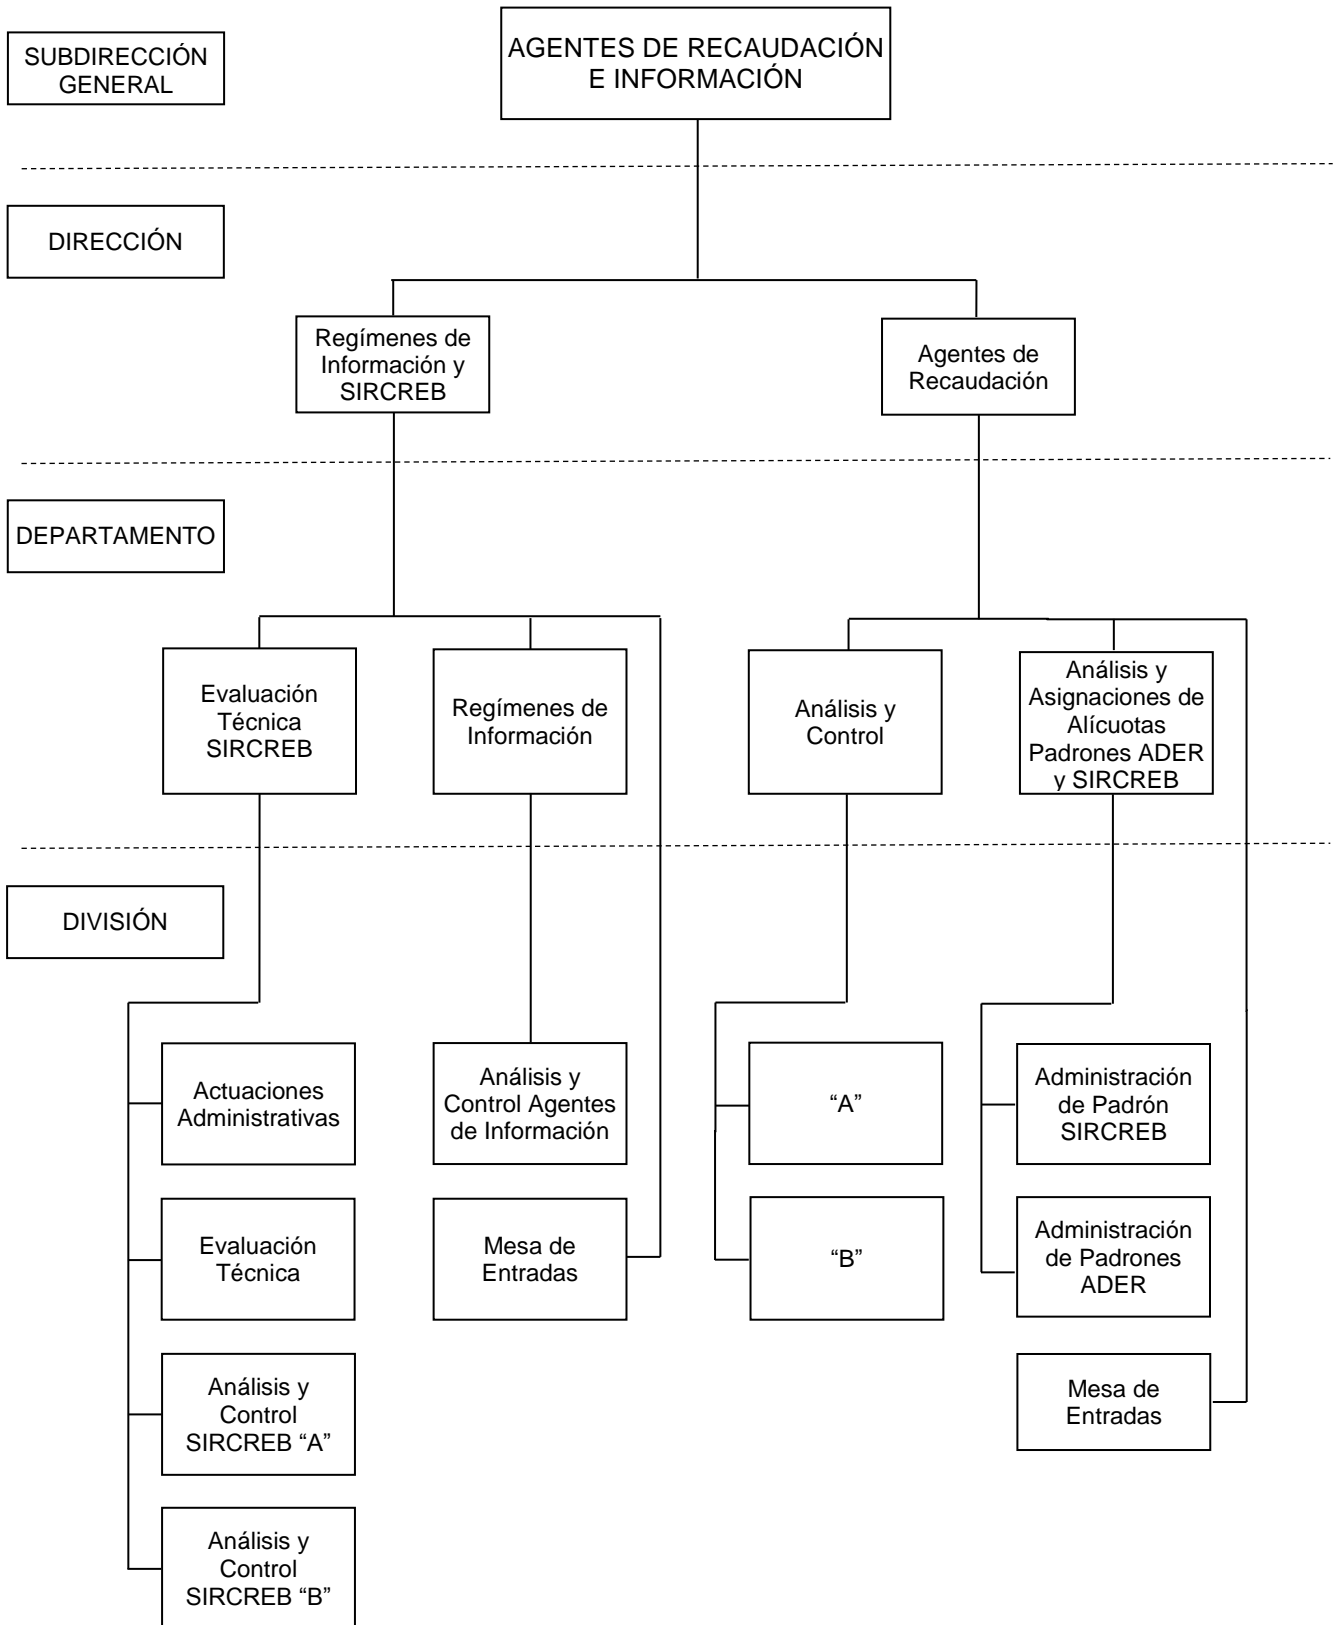 SUBDIRECCIÓN
GENERAL
AGENTES DE RECAUDACIÓN
E INFORMACIÓN
DIRECCIÓN
Regímenes de
Información y
SIRCREB
Agentes de
Recaudación
DEPARTAMENTO
Evaluación
Técnica
SIRCREB
Regímenes de
Información
Análisis y
Control
Análisis y
Asignaciones de
Alícuotas
Padrones ADER
y SIRCREB
DIVISIÓN
Actuaciones
Administrativas
Análisis y
Control Agentes
de Información
“A”
Administración
de Padrón
SIRCREB
Evaluación
Técnica
Mesa de
Entradas
“B”
Administración
de Padrones
ADER
Análisis y
Control
SIRCREB “A”
Mesa de
Entradas
Análisis y
Control
SIRCREB “B”